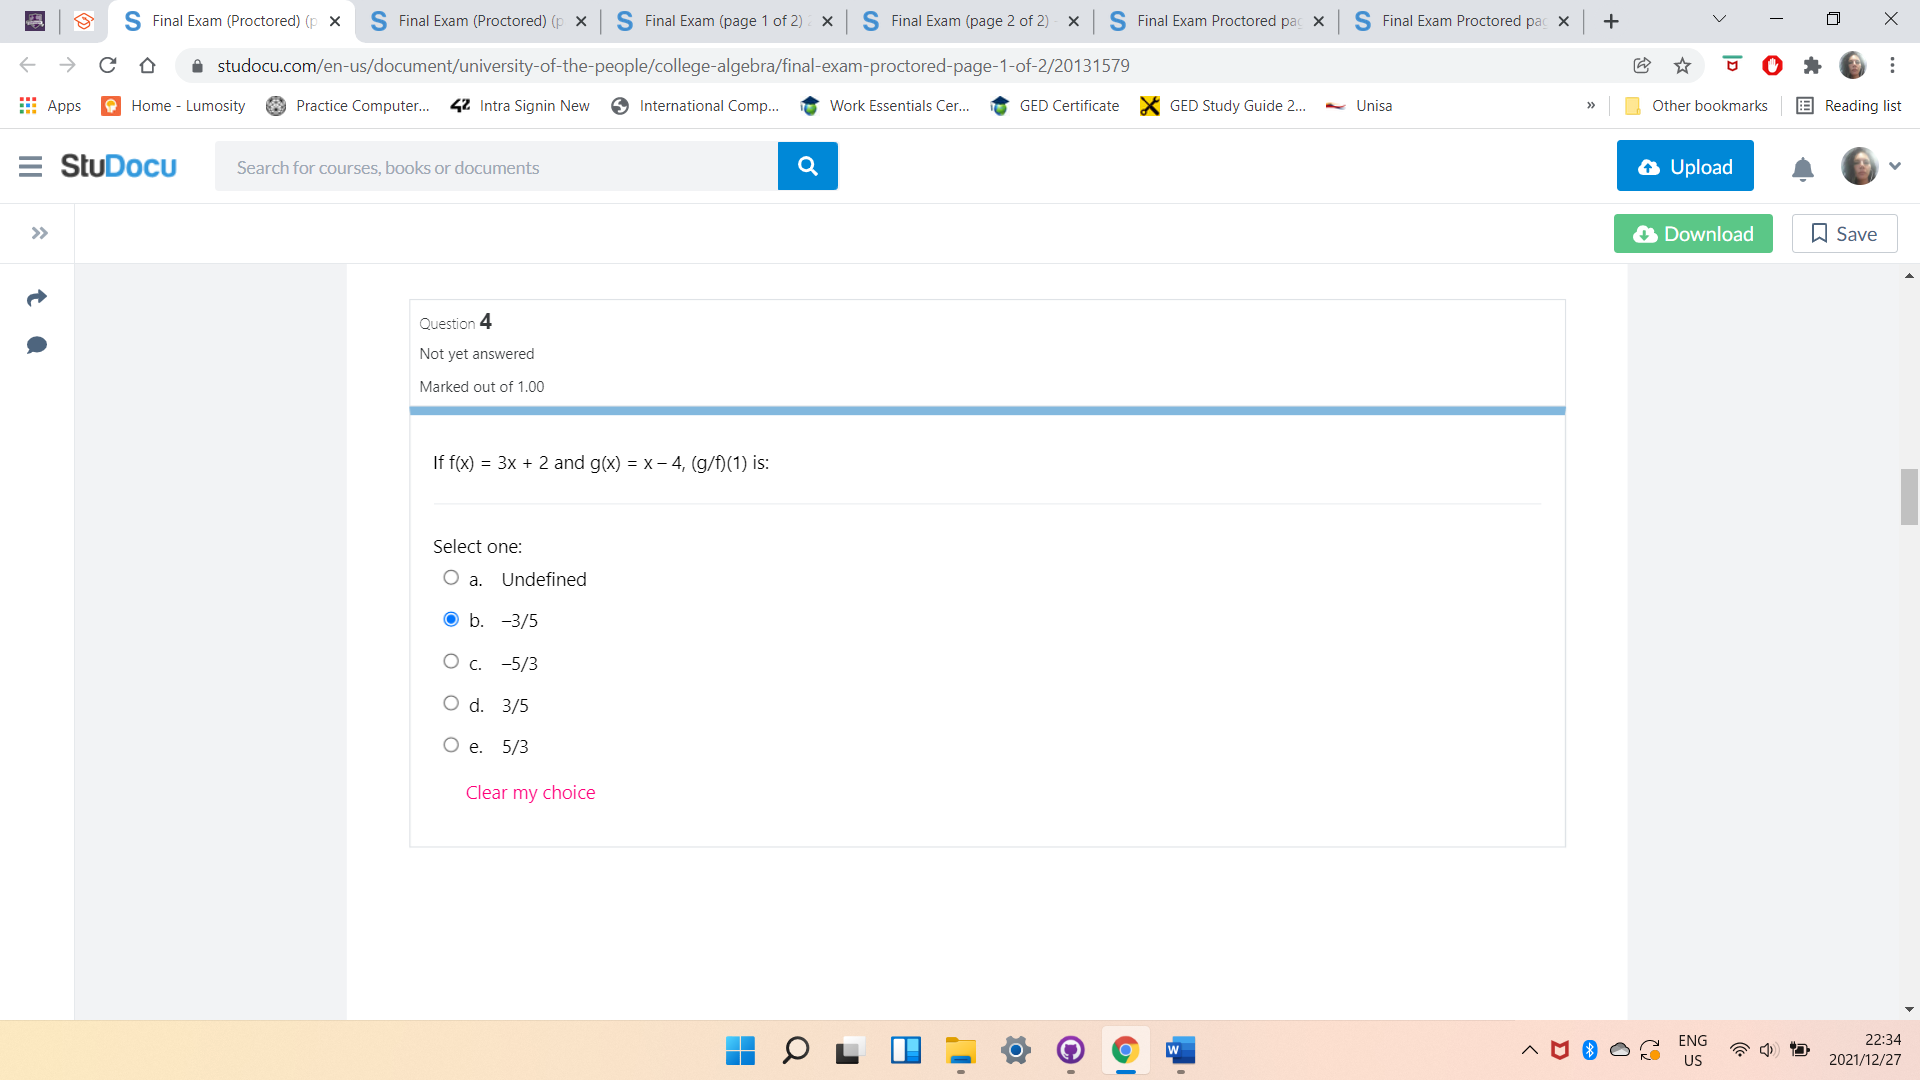 Final Exam (Proctored) (p
Final Exam (Proctored) (p
Final Exam (page 1 of 2)
Final Exam (page 2 of 2)
Final Exam Proctored pag
Final Exam Proctored pag
studocu.com/en-us/document/university-of-the-people/college-algebra/final-exam-proctored-page-1-of-2/20131579
Apps
Home - Lumosity
Practice Computer...
Intra Signin New
International Comp...
Work Essentials Cer...
GED Certificate
GED Study Guide 2...
Unisa
»
Other bookmarks
Reading list
StuDocu
Search for courses, books or documents
Upload
Download
Save
Question 4
Not yet answered
Marked out of 1.00
If f(x) = 3x + 2 and g(x) = x – 4, (g/f)(1) is:
Select one:
a. Undefined
b. –3/5
c. –5/3
d. 3/5
e. 5/3
Clear my choice
ENG
US
22:34
2021/12/27